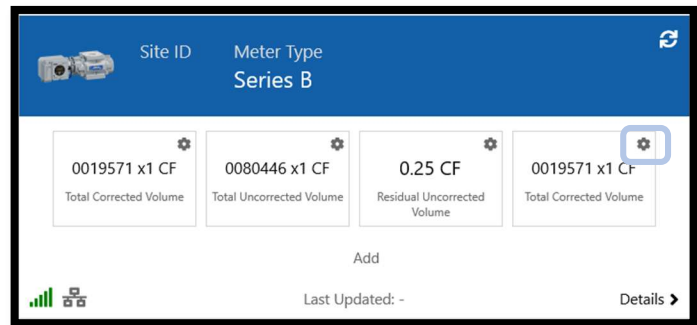 Site ID
Meter Type
Series B
0019571 x1 CF
Total Corrected Volume
0080446 x1 CF
Total Uncorrected Volume
0.25 CF
Residual Uncorrected
Volume
0019571 x1 CF
Total Corrected Volume
Add
Last Updated: -
Details